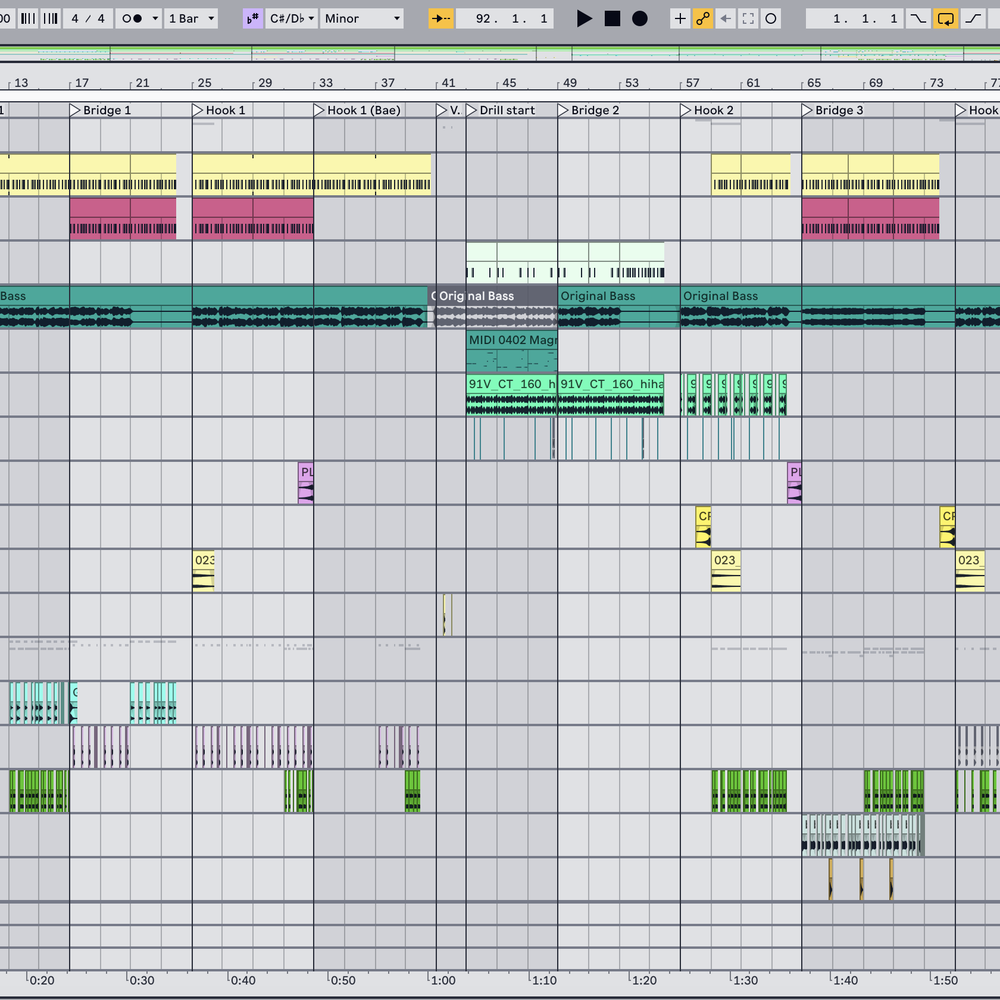 00 4 / 4 1 Bar b# C#/D♭ Minor 92. 1. 1 1. 1. 1
13 17 21 25 29 33 37 41 45 49 53 57 61 65 69 73 77
1 Bridge 1 Hook 1 Hook 1 (Bae) V.. Drill start Bridge 2 Hook 2 Bridge 3 Hook
Bass Original Bass Original Bass Original Bass
MIDI 0402 Magr
91V_CT_160_h 91V_CT_160_hiha 9 9 9 9 9 9 9
PL PL
CF CF
023 023_ 023_
0:20 0:30 0:40 0:50 1:00 1:10 1:20 1:30 1:40 1:50